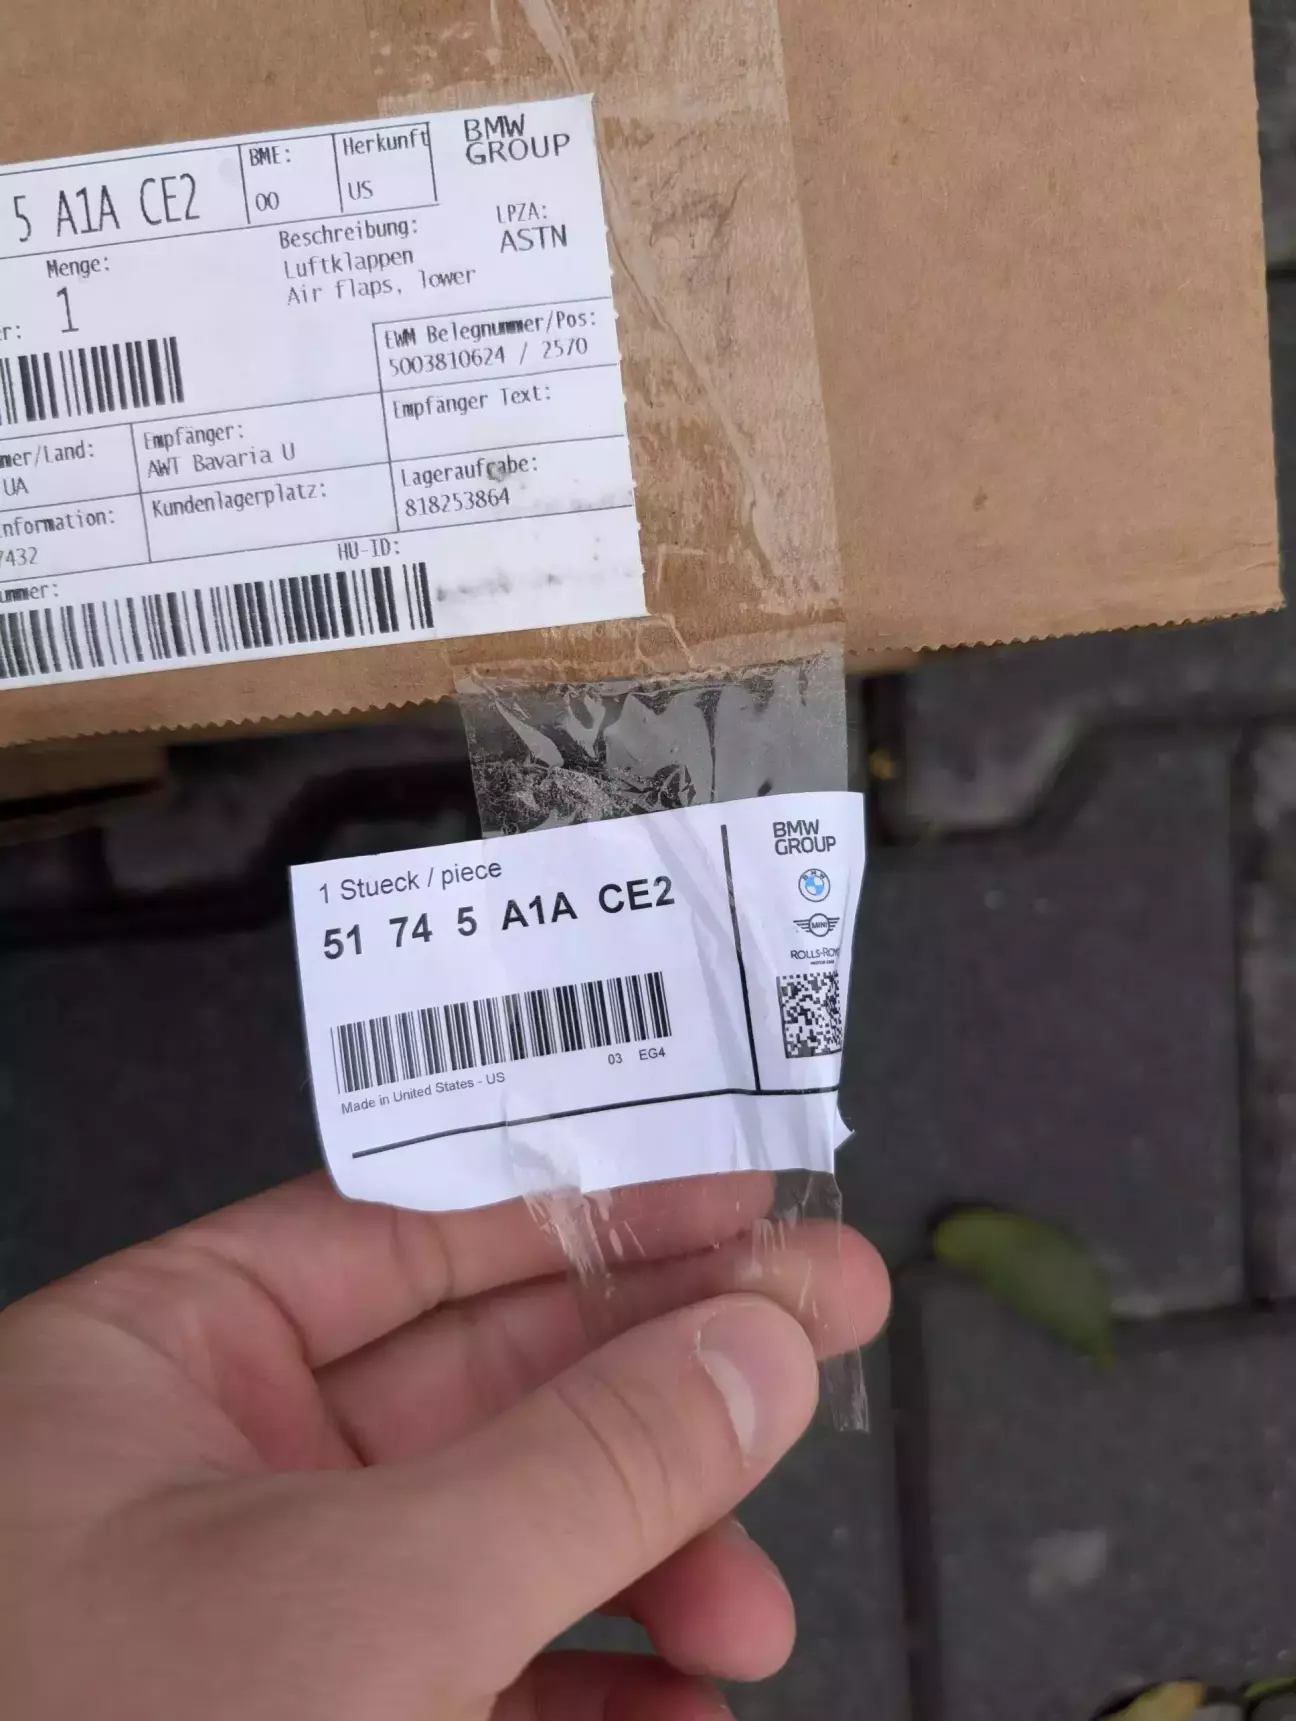 5 A1A CE2
BME:
00
Herkunft
US
BMW
GROUP
LPZA:
ASTN
Menge:
1
Beschreibung:
Luftklappen
Air flaps, lower
EWM Belegnummer/Pos:
5003810624 / 2570
Empfänger Text:
UA
Empfänger:
AWT Bavaria U
Kundenlagerplatz:
Lageraufgabe:
818253864
7432
HU-ID:
1 Stueck / piece
51 74 5 A1A CE2
03 EG4
Made in United States - US
BMW
GROUP
BMW
MINI